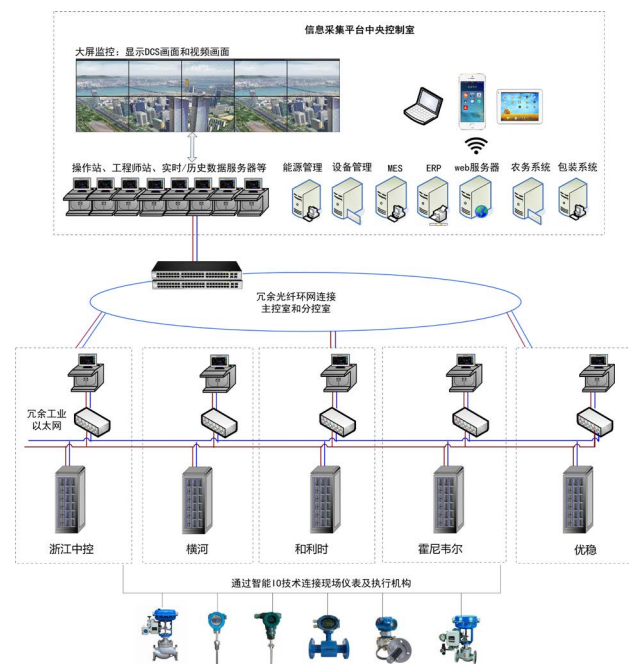 信息采集平台中央控制室
大屏监控：显示DCS画面和视频画面
操作站、工程师站、实时/历史数据服务器等
能源管理 设备管理 MES ERP web服务器 农务系统 包装系统
冗余光纤环网连接
主控室和分控室
冗余工业
以太网
浙江中控 横河 和利时 霍尼韦尔 优稳
通过智能IO技术连接现场仪表及执行机构